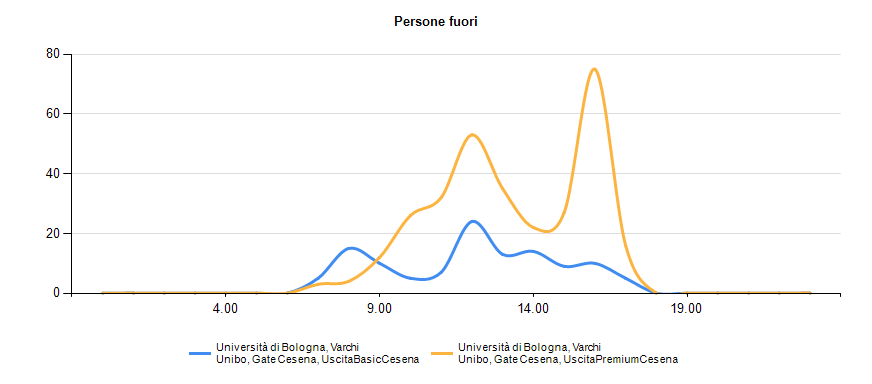 Persone fuori
80
60
40
20
0
4.00
9.00
14.00
19.00
Università di Bologna, Varchi
Unibo, Gate Cesena, UscitaBasicCesena
Università di Bologna, Varchi
Unibo, Gate Cesena, UscitaPremiumCesena